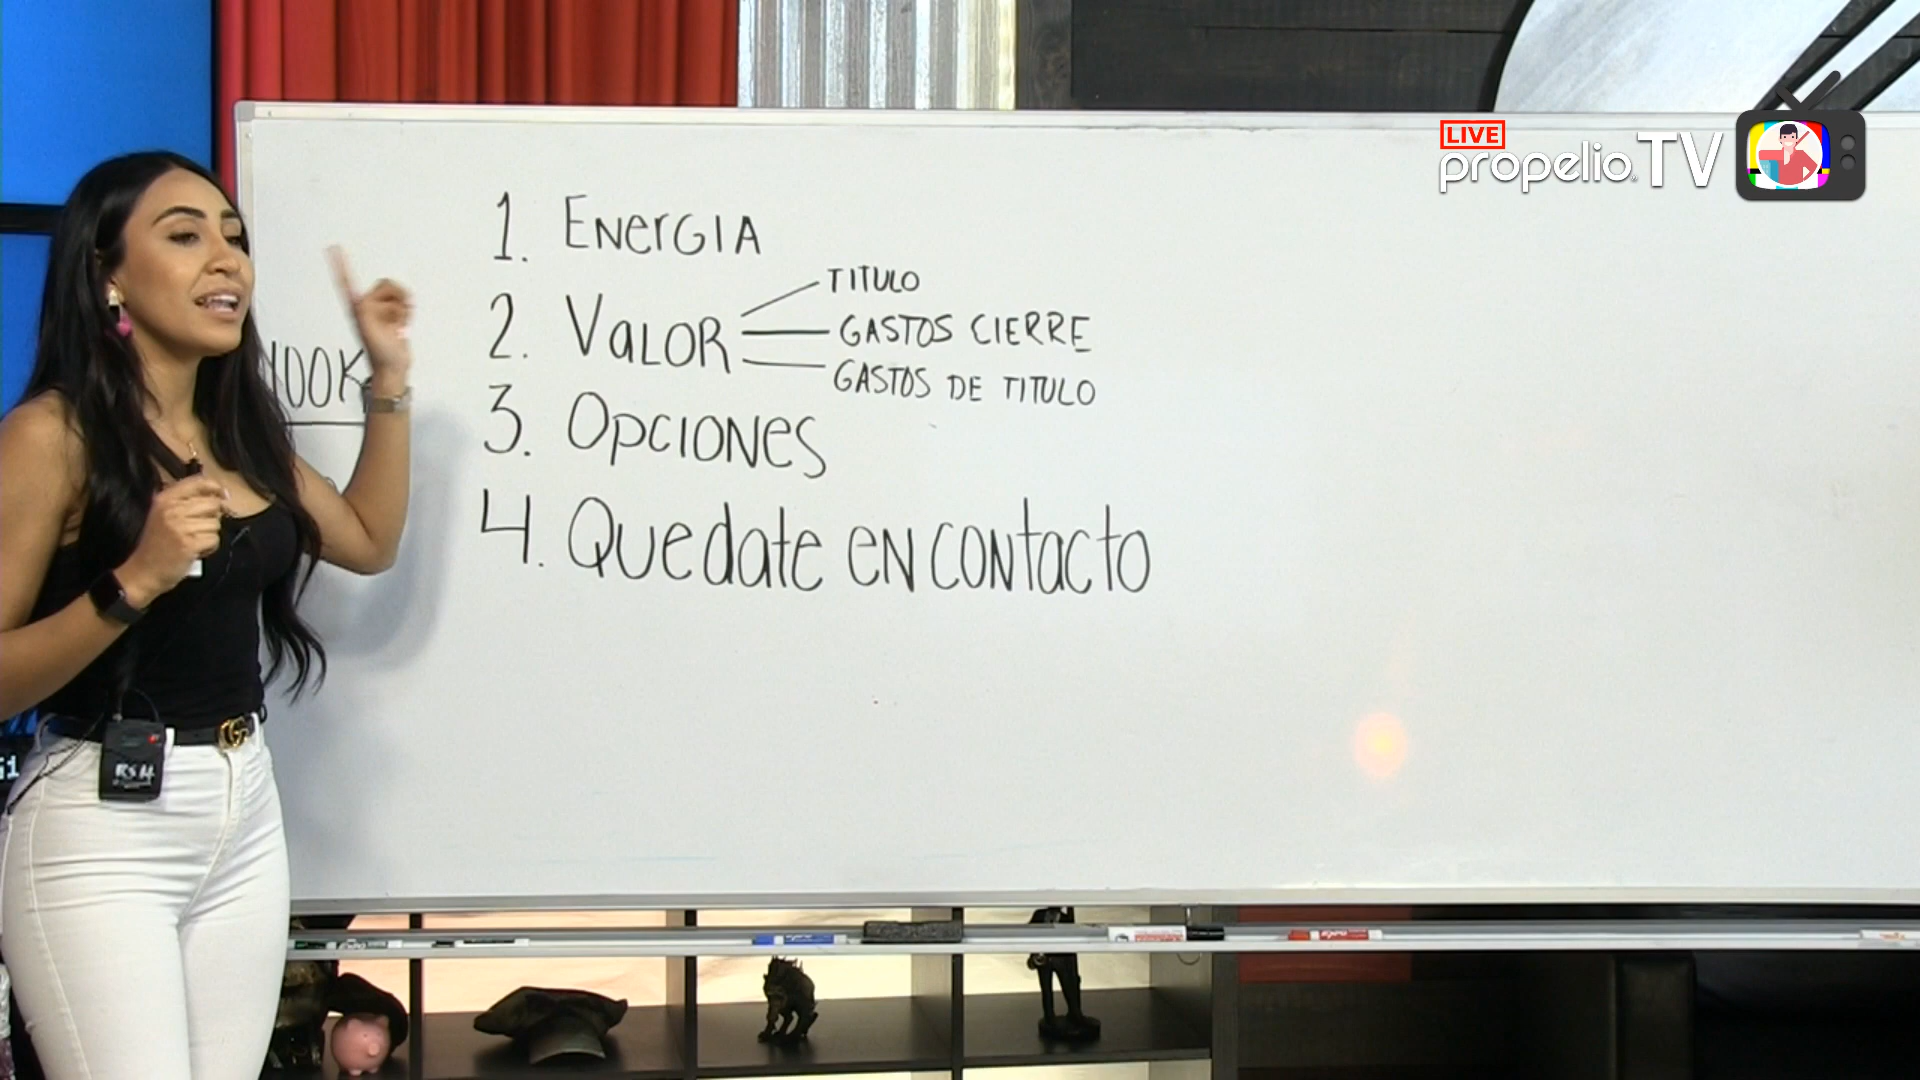 LIVE
propelio.TV
1. ENerGIA
2. VaLOR
TITULO
GASTOS CIERRE
GASTOS DE TITULO
100K
3. OPCIONes
4. Quedate eN CONtacto